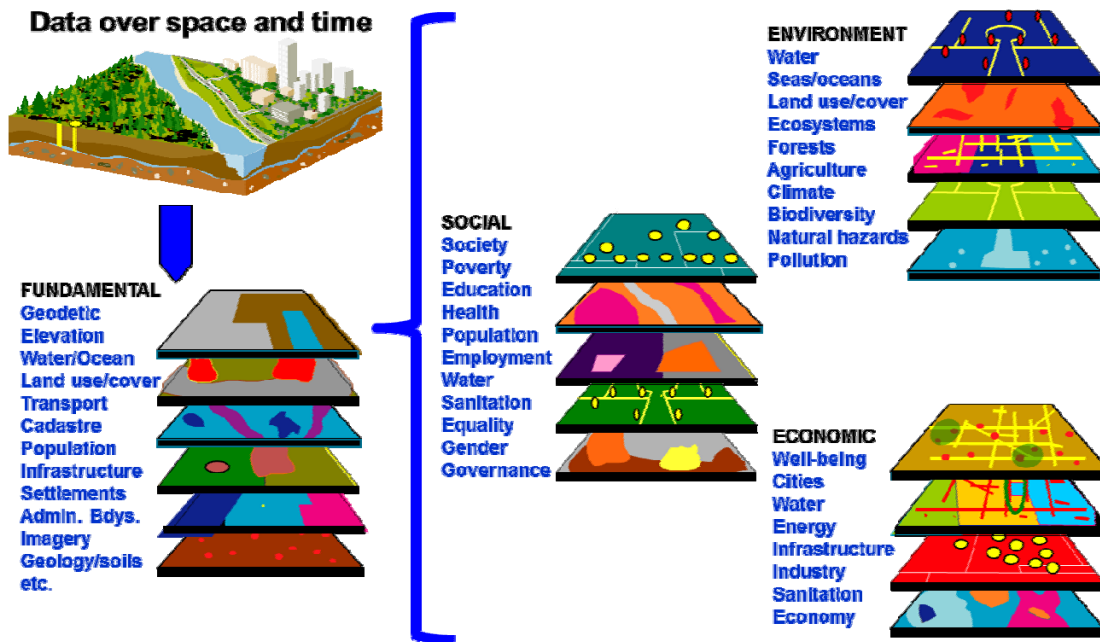 Data over space and time
FUNDAMENTAL
Geodetic
Elevation
Water/Ocean
Land use/cover
Transport
Cadastre
Population
Infrastructure
Settlements
Admin. Bdys.
Imagery
Geology/soils
etc.
SOCIAL
Society
Poverty
Education
Health
Population
Employment
Water
Sanitation
Equality
Gender
Governance
ENVIRONMENT
Water
Seas/oceans
Land use/cover
Ecosystems
Forests
Agriculture
Climate
Biodiversity
Natural hazards
Pollution
ECONOMIC
Well-being
Cities
Water
Energy
Infrastructure
Industry
Sanitation
Economy